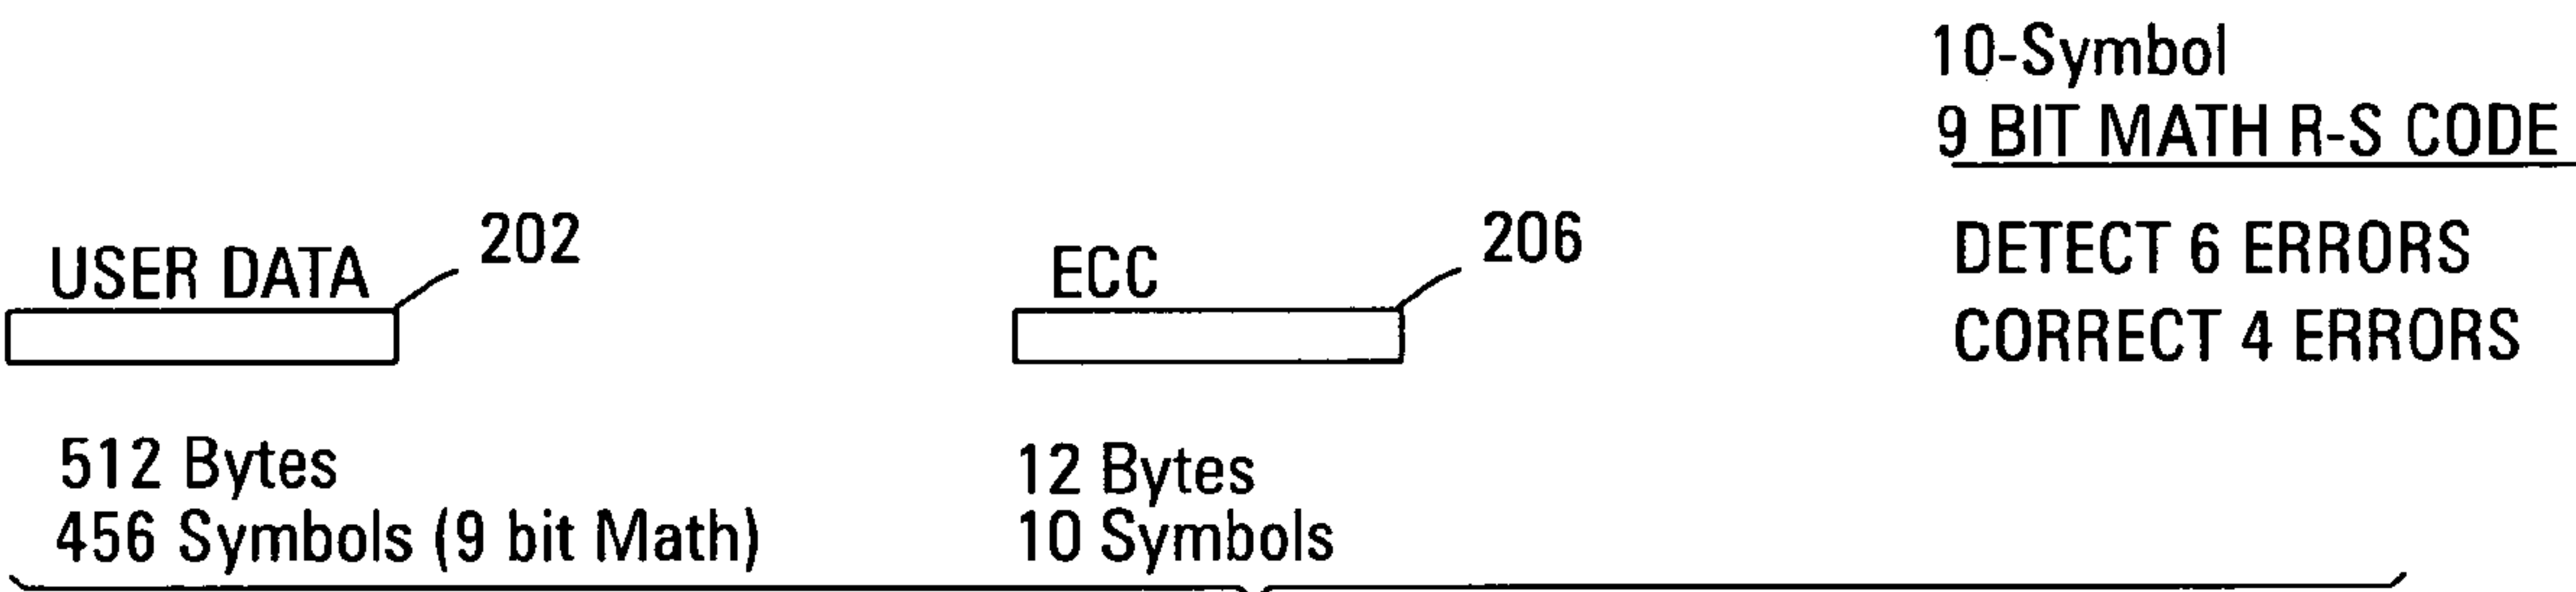 10-Symbol
9 BIT MATH R-S CODE
DETECT 6 ERRORS
CORRECT 4 ERRORS
USER DATA
202
ECC
206
512 Bytes
456 Symbols (9 bit Math)
12 Bytes
10 Symbols